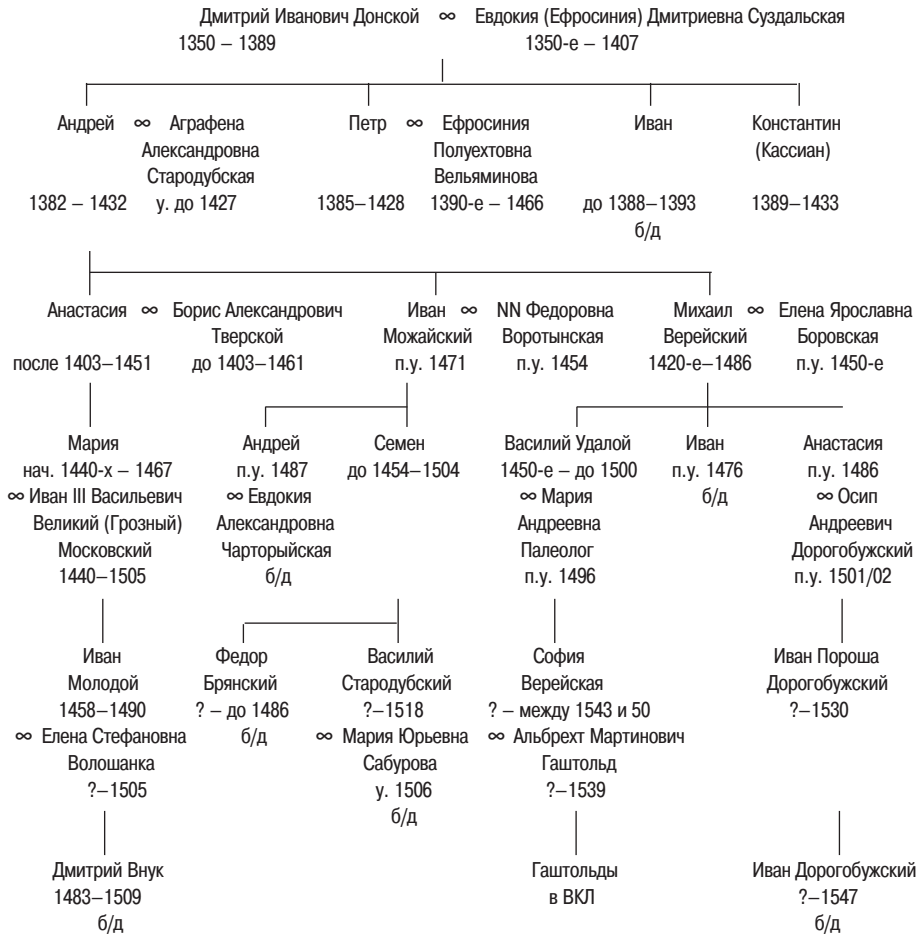 Дмитрий Иванович Донской ∞ Евдокия (Ефросиния) Дмитриевна Суздальская
1350 – 1389 1350-е – 1407
Андрей ∞ Аграфена Петр ∞ Ефросиния Иван Константин
Александровна Полуехтовна (Кассиан)
Стародубская Вельяминова
1382 – 1432 у. до 1427 1385–1428 1390-е – 1466 до 1388–1393 1389–1433
б/д
Анастасия ∞ Борис Александрович Иван ∞ NN Федоровна Михаил ∞ Елена Ярославна
Тверской Можайский Воротынская Верейский Боровская
после 1403–1451 до 1403–1461 п.у. 1471 п.у. 1454 1420-е–1486 п.у. 1450-е
Мария Андрей Семен Василий Удалой Иван Анастасия
нач. 1440-х – 1467 п.у. 1487 до 1454–1504 1450-е – до 1500 п.у. 1476 п.у. 1486
∞ Иван III Васильевич ∞ Евдокия ∞ Мария б/д ∞ Осип
Великий (Грозный) Александровна Андреевна Андреевич
Московский Чарторыйская Палеолог Дорогобужский
1440–1505 б/д п.у. 1496 п.у. 1501/02
Иван Федор Василий София Иван Пороша
Молодой Брянский Стародубский Верейская Дорогобужский
1458–1490 ? – до 1486 ?–1518 ? – между 1543 и 50 ?–1530
∞ Елена Стефановна б/д ∞ Мария Юрьевна ∞ Альбрехт Мартинович
Волошанка Сабурова Гаштольд
?–1505 у. 1506 ?–1539
б/д
Дмитрий Внук Гаштольды Иван Дорогобужский
1483–1509 в ВКЛ ?–1547
б/д б/д